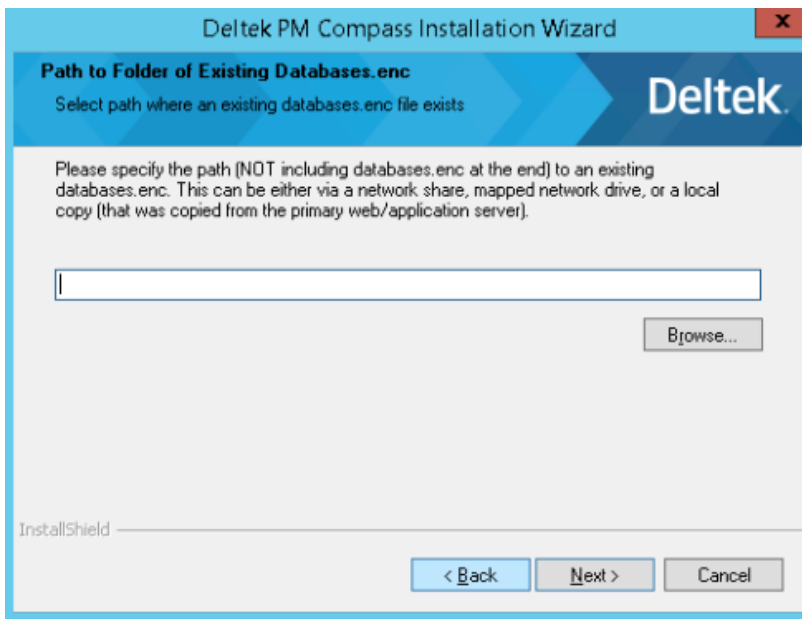 Deltek PM Compass Installation Wizard
x
Path to Folder of Existing Databases.enc
Select path where an existing databases.enc file exists
Deltek.
Please specify the path (NOT including databases.enc at the end) to an existing
databases.enc. This can be either via a network share, mapped network drive, or a local
copy (that was copied from the primary web/application server).
Browse...
InstallShield
< Back
Next >
Cancel